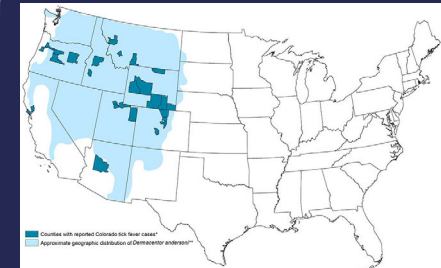 Counties with reported Colorado tick fever cases*
Approximate geographic distribution of Dermacentor andersoni**